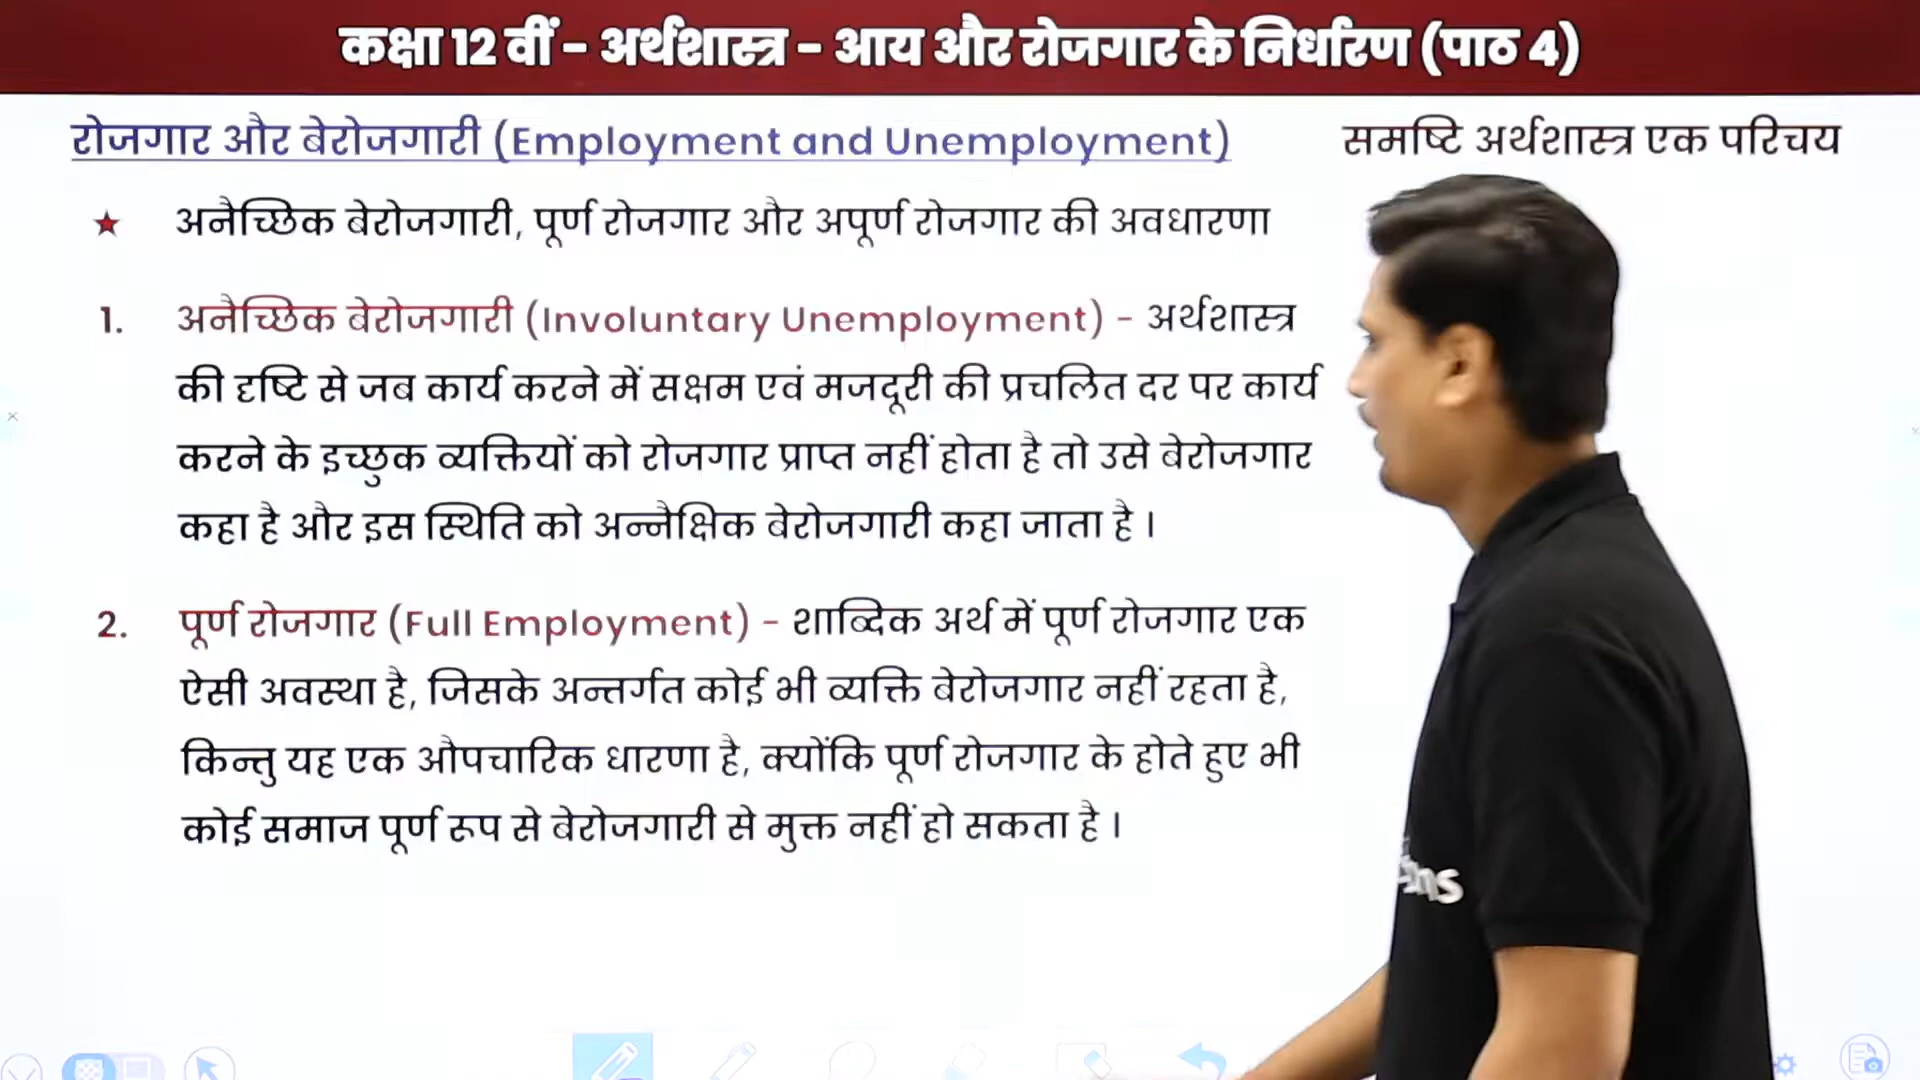 कक्षा 12 वीं - अर्थशास्त्र - आय और रोजगार के निर्धारण (पाठ 4)
रोजगार और बेरोजगारी (Employment and Unemployment)
समष्टि अर्थशास्त्र एक परिचय
★ अनैच्छिक बेरोजगारी, पूर्ण रोजगार और अपूर्ण रोजगार की अवधारणा
1. अनैच्छिक बेरोजगारी (Involuntary Unemployment) - अर्थशास्त्र
की दृष्टि से जब कार्य करने में सक्षम एवं मजदूरी की प्रचलित दर पर कार्य
करने के इच्छुक व्यक्तियों को रोजगार प्राप्त नहीं होता है तो उसे बेरोजगार
कहा है और इस स्थिति को अन्नैक्षिक बेरोजगारी कहा जाता है।
2. पूर्ण रोजगार (Full Employment) - शाब्दिक अर्थ में पूर्ण रोजगार एक
ऐसी अवस्था है, जिसके अन्तर्गत कोई भी व्यक्ति बेरोजगार नहीं रहता है,
किन्तु यह एक औपचारिक धारणा है, क्योंकि पूर्ण रोजगार के होते हुए भी
कोई समाज पूर्ण रूप से बेरोजगारी से मुक्त नहीं हो सकता है।